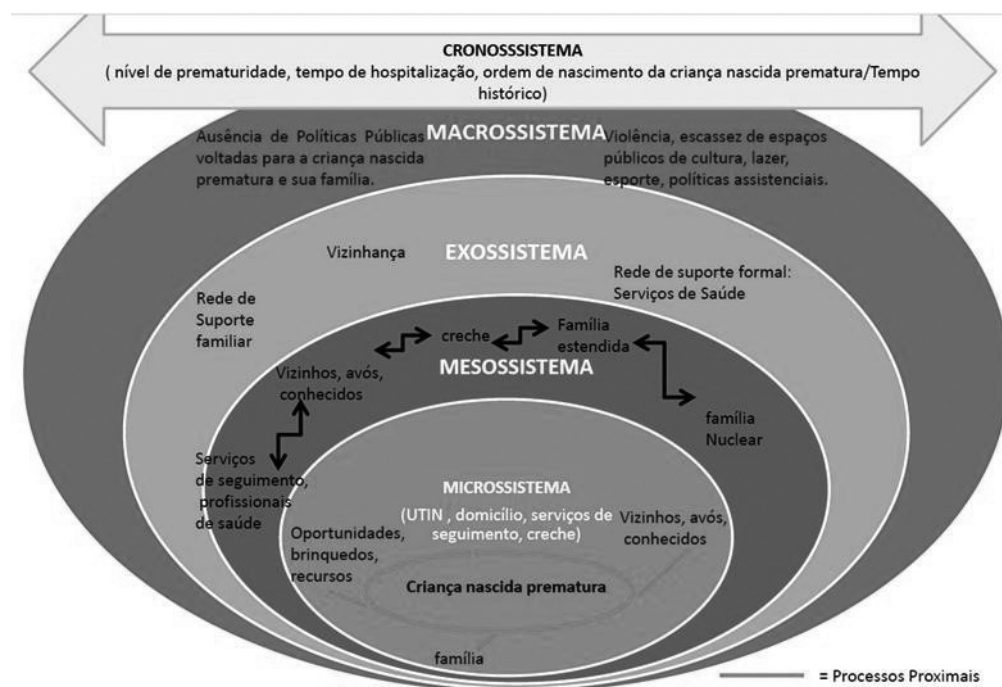 CRONOSSSISTEMA
( nível de prematuridade, tempo de hospitalização, ordem de nascimento da criança nascida prematura/Tempo
histórico)
MACROSSISTEMA
Ausência de Políticas Públicas
voltadas para a criança nascida
prematura e sua família.
Violência, escassez de espaços
públicos de cultura, lazer,
esporte, políticas assistenciais.
EXOSSISTEMA
Vizinhança
Rede de suporte formal:
Serviços de Saúde
Rede de
Suporte
familiar
creche
Família
estendida
MESOSSISTEMA
Vizinhos, avós,
conhecidos
família
Nuclear
Serviços
de seguimento,
profissionais
de saúde
MICROSSISTEMA
(UTIN , domicílio, serviços de
seguimento, creche)
Oportunidades,
brinquedos,
recursos
Vizinhos, avós,
conhecidos
Criança nascida prematura
família
= Processos Proximais